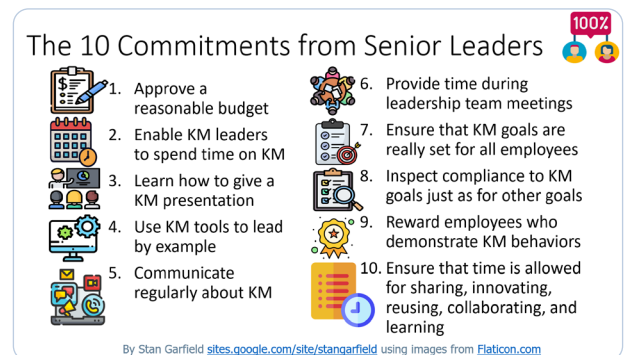 100%
The 10 Commitments from Senior Leaders
1. Approve a
reasonable budget
2. Enable KM leaders
to spend time on KM
3. Learn how to give a
KM presentation
4. Use KM tools to lead
by example
5. Communicate
regularly about KM
6. Provide time during
leadership team meetings
7. Ensure that KM goals are
really set for all employees
8. Inspect compliance to KM
goals just as for other goals
9. Reward employees who
demonstrate KM behaviors
10. Ensure that time is allowed
for sharing, innovating,
reusing, collaborating, and
learning
By Stan Garfield sites.google.com/site/stangarfield using images from Flaticon.com